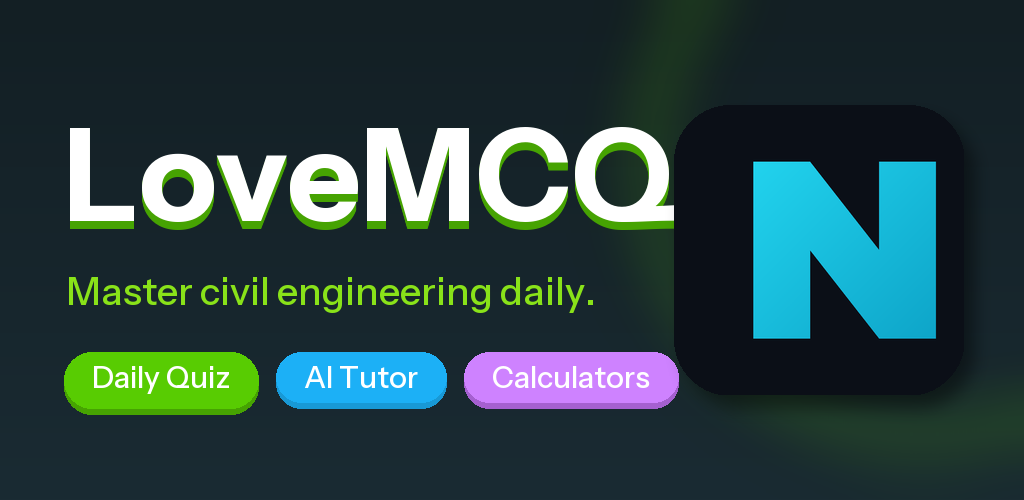 LoveMCQ
Master civil engineering daily.
Daily Quiz
AI Tutor
Calculators
N